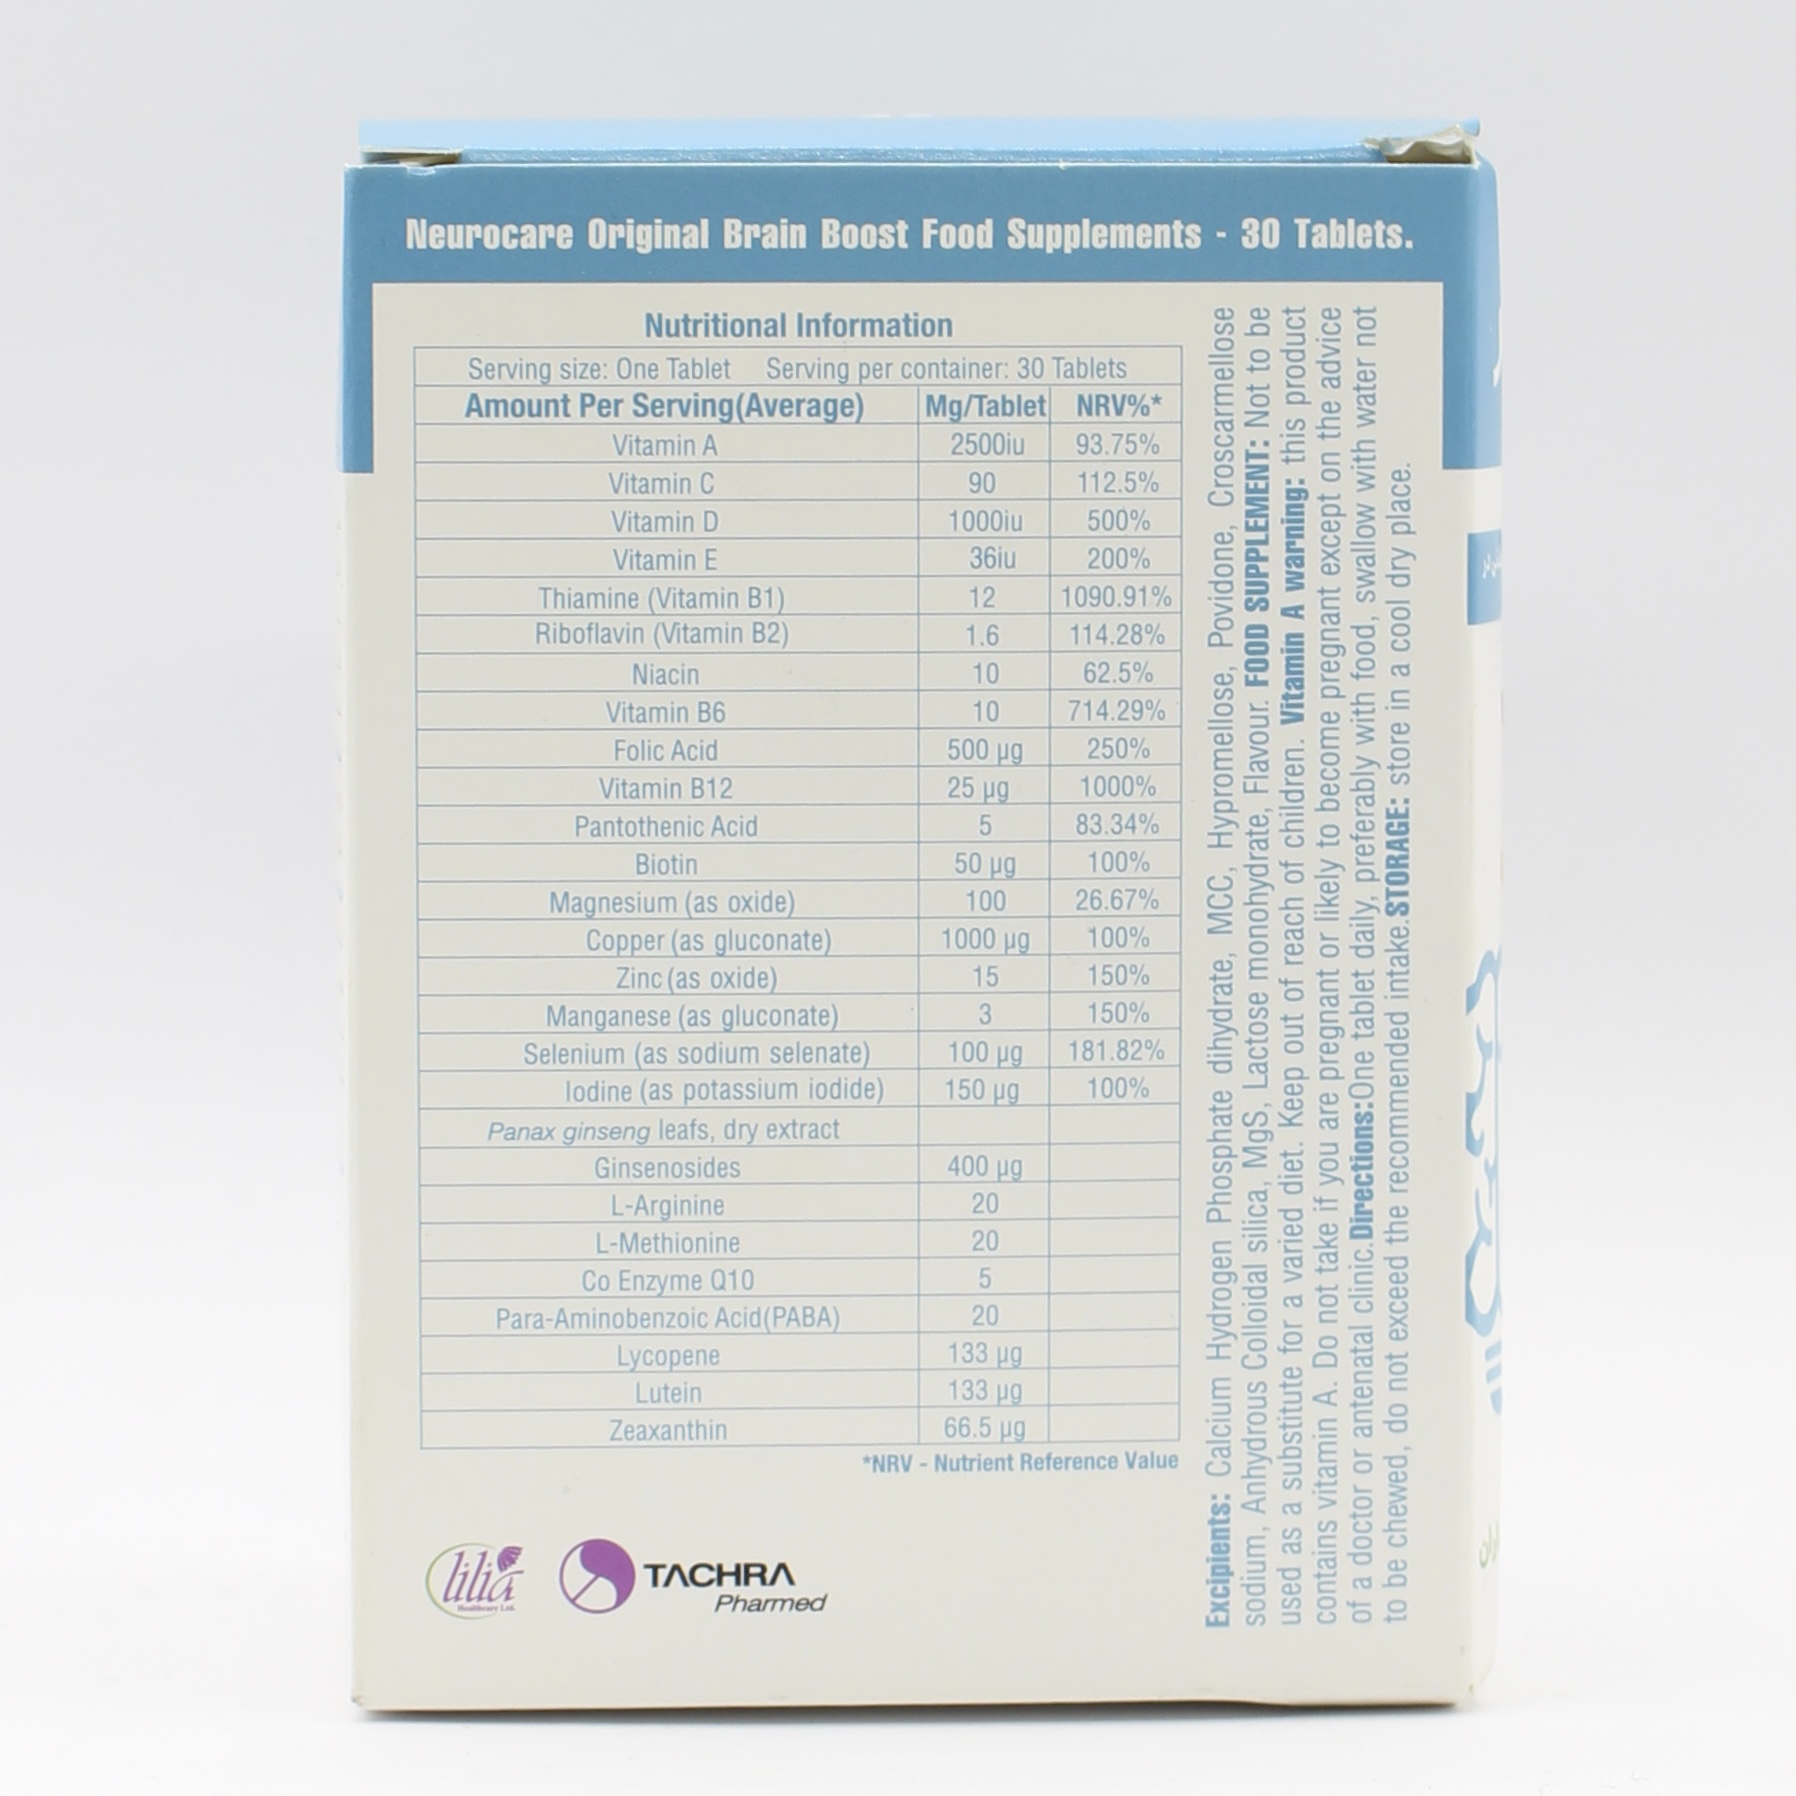 Neurocare Original Brain Boost Food Supplements - 30 Tablets.
Nutritional Information
Serving size: One Tablet Serving per container: 30 Tablets
Amount Per Serving(Average) Mg/Tablet NRV%*
Vitamin A 2500iu 93.75%
Vitamin C 90 112.5%
Vitamin D 1000iu 500%
Vitamin E 36iu 200%
Thiamine (Vitamin B1) 12 1090.91%
Riboflavin (Vitamin B2) 1.6 114.28%
Niacin 10 62.5%
Vitamin B6 10 714.29%
Folic Acid 500 µg 250%
Vitamin B12 25 µg 1000%
Pantothenic Acid 5 83.34%
Biotin 50 µg 100%
Magnesium (as oxide) 100 26.67%
Copper (as gluconate) 1000 µg 100%
Zinc (as oxide) 15 150%
Manganese (as gluconate) 3 150%
Selenium (as sodium selenate) 100 µg 181.82%
Iodine (as potassium iodide) 150 µg 100%
Panax ginseng leafs, dry extract
Ginsenosides 400 µg
L-Arginine 20
L-Methionine 20
Co Enzyme Q10 5
Para-Aminobenzoic Acid(PABA) 20
Lycopene 133 µg
Lutein 133 µg
Zeaxanthin 66.5 µg
*NRV - Nutrient Reference Value
Excipients: Calcium Hydrogen Phosphate dihydrate, MCC, Hypromellose, Povidone, Croscarmellose
sodium, Anhydrous Colloidal silica, MgS, Lactose monohydrate, Flavour. FOOD SUPPLEMENT: Not to be
used as a substitute for a varied diet. Keep out of reach of children. Vitamin A warning: this product
contains vitamin A. Do not take if you are pregnant or likely to become pregnant except on the advice
of a doctor or antenatal clinic.Directions:One tablet daily, preferably with food, swallow with water not
to be chewed, do not exceed the recommended intake.STORAGE: store in a cool dry place.
lilia
Healthcare Ltd.
TACHRA
Pharmed